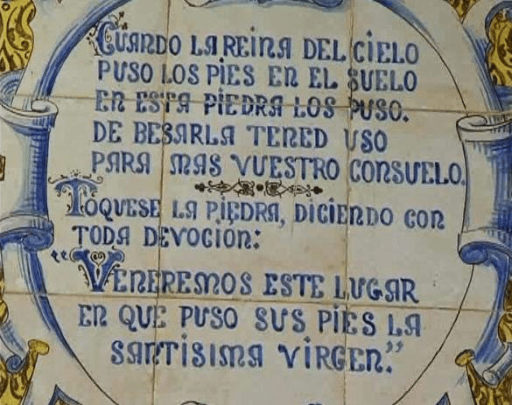 CUANDO LA REINA DEL CIELO
PUSO LOS PIES EN EL SUELO
EN ESTA PIEDRA LOS PUSO.
DE BESARLA TENED USO
PARA MAS VUESTRO CONSUELO.
TOQUESE LA PIEDRA, DICIENDO CON
TODA DEVOCIÓN:
“VENEREMOS ESTE LUGAR
EN QUE PUSO SUS PIES LA
SANTISIMA VIRGEN.”